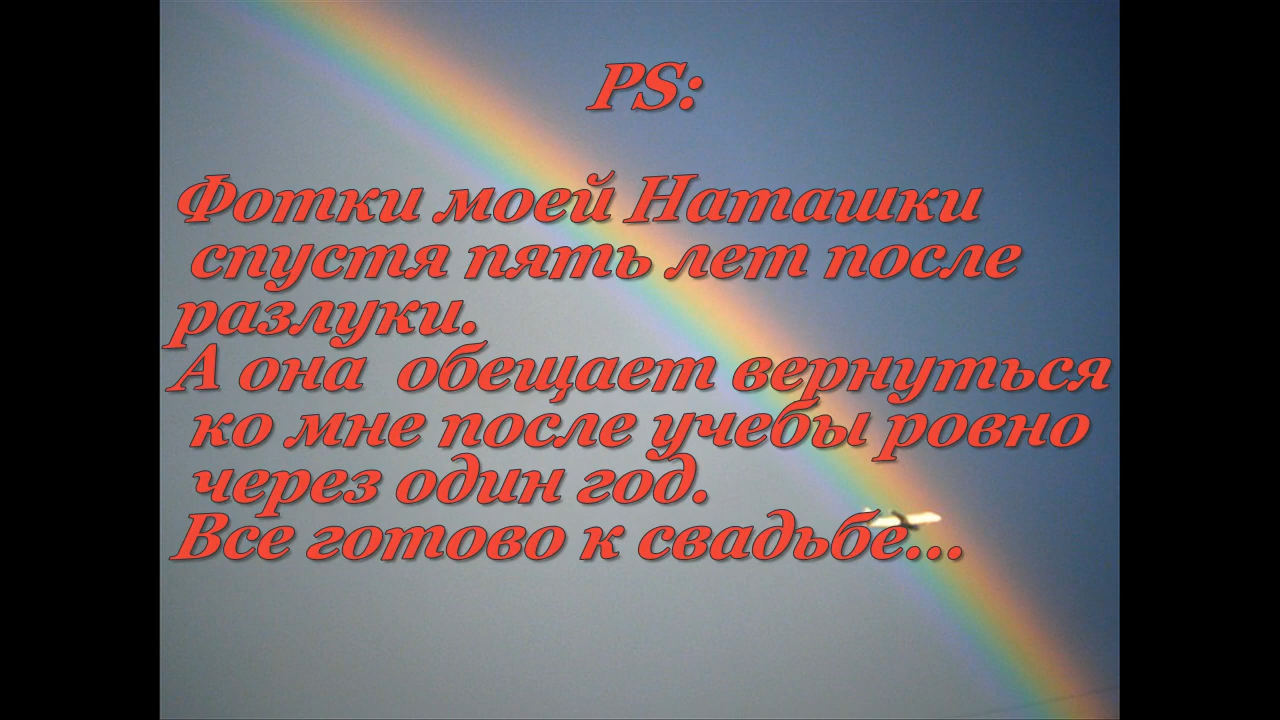 PS:
Фотки моей Наташки
спустя пять лет после
разлуки.
А она обещает вернуться
ко мне после учебы ровно
через один год.
Все готово к свадьбе...